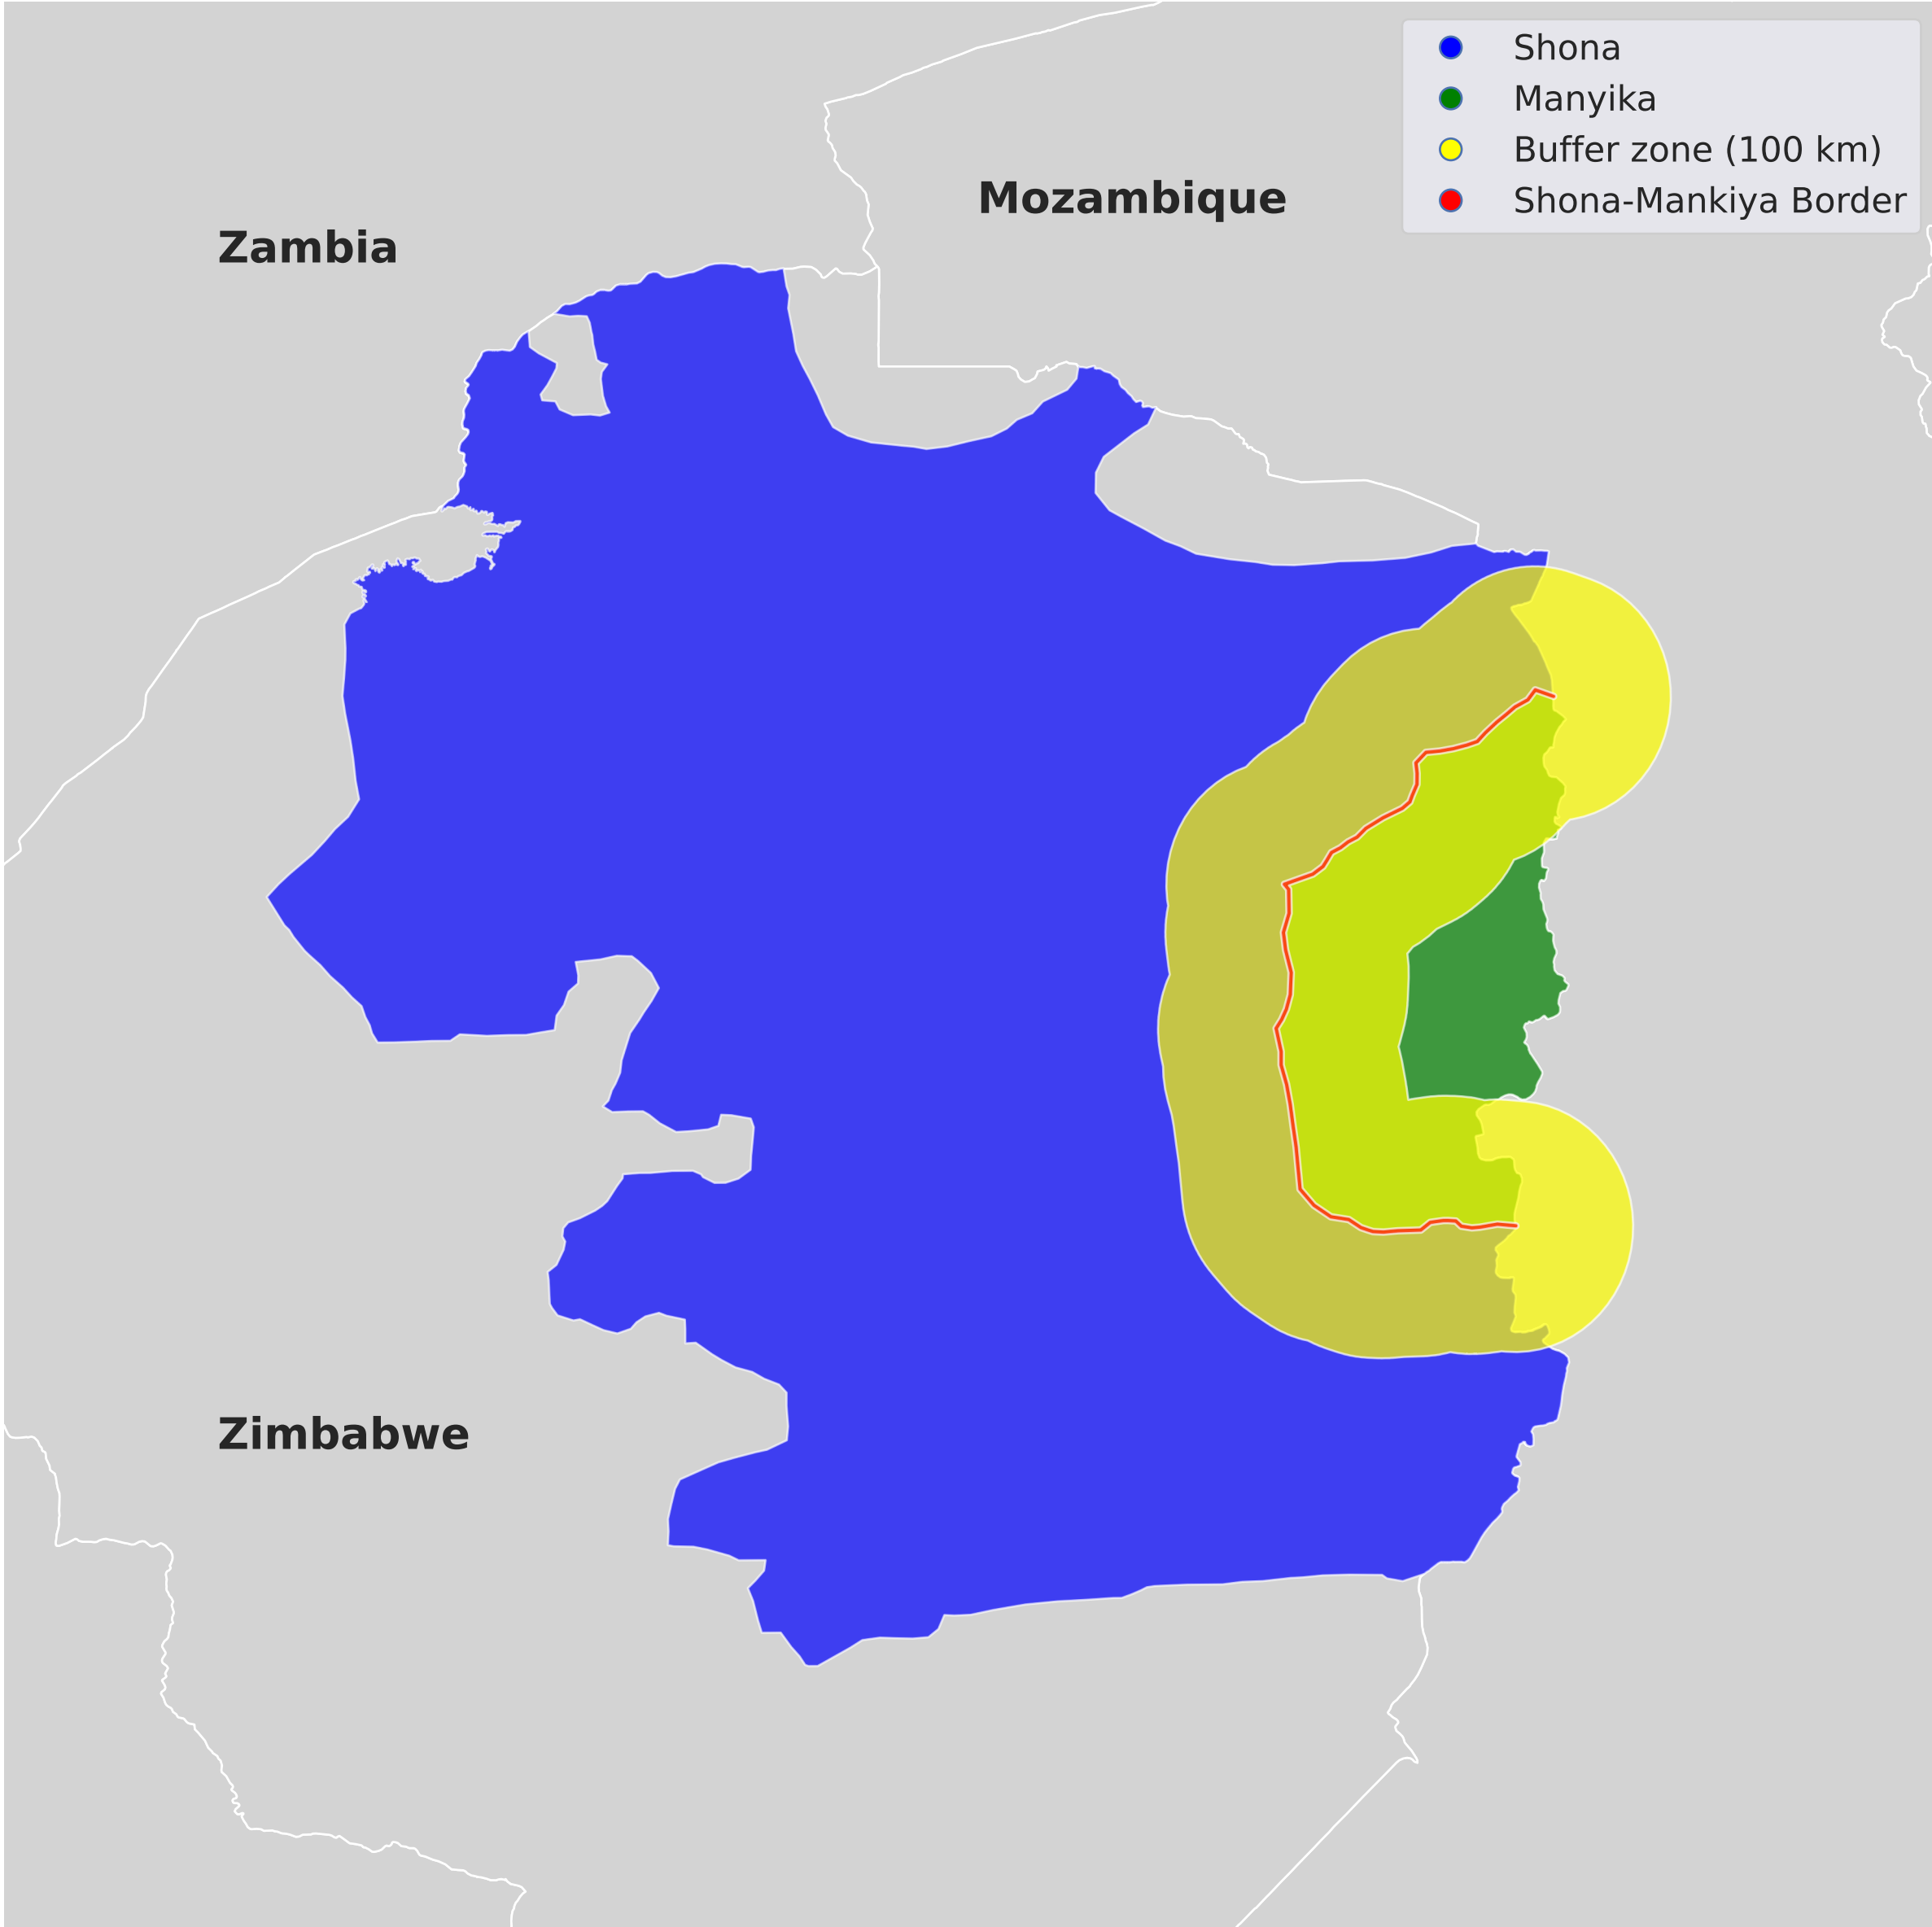 Shona
Manyika
Buffer zone (100 km)
Shona-Mankiya Border
Mozambique
Zambia
Zimbabwe